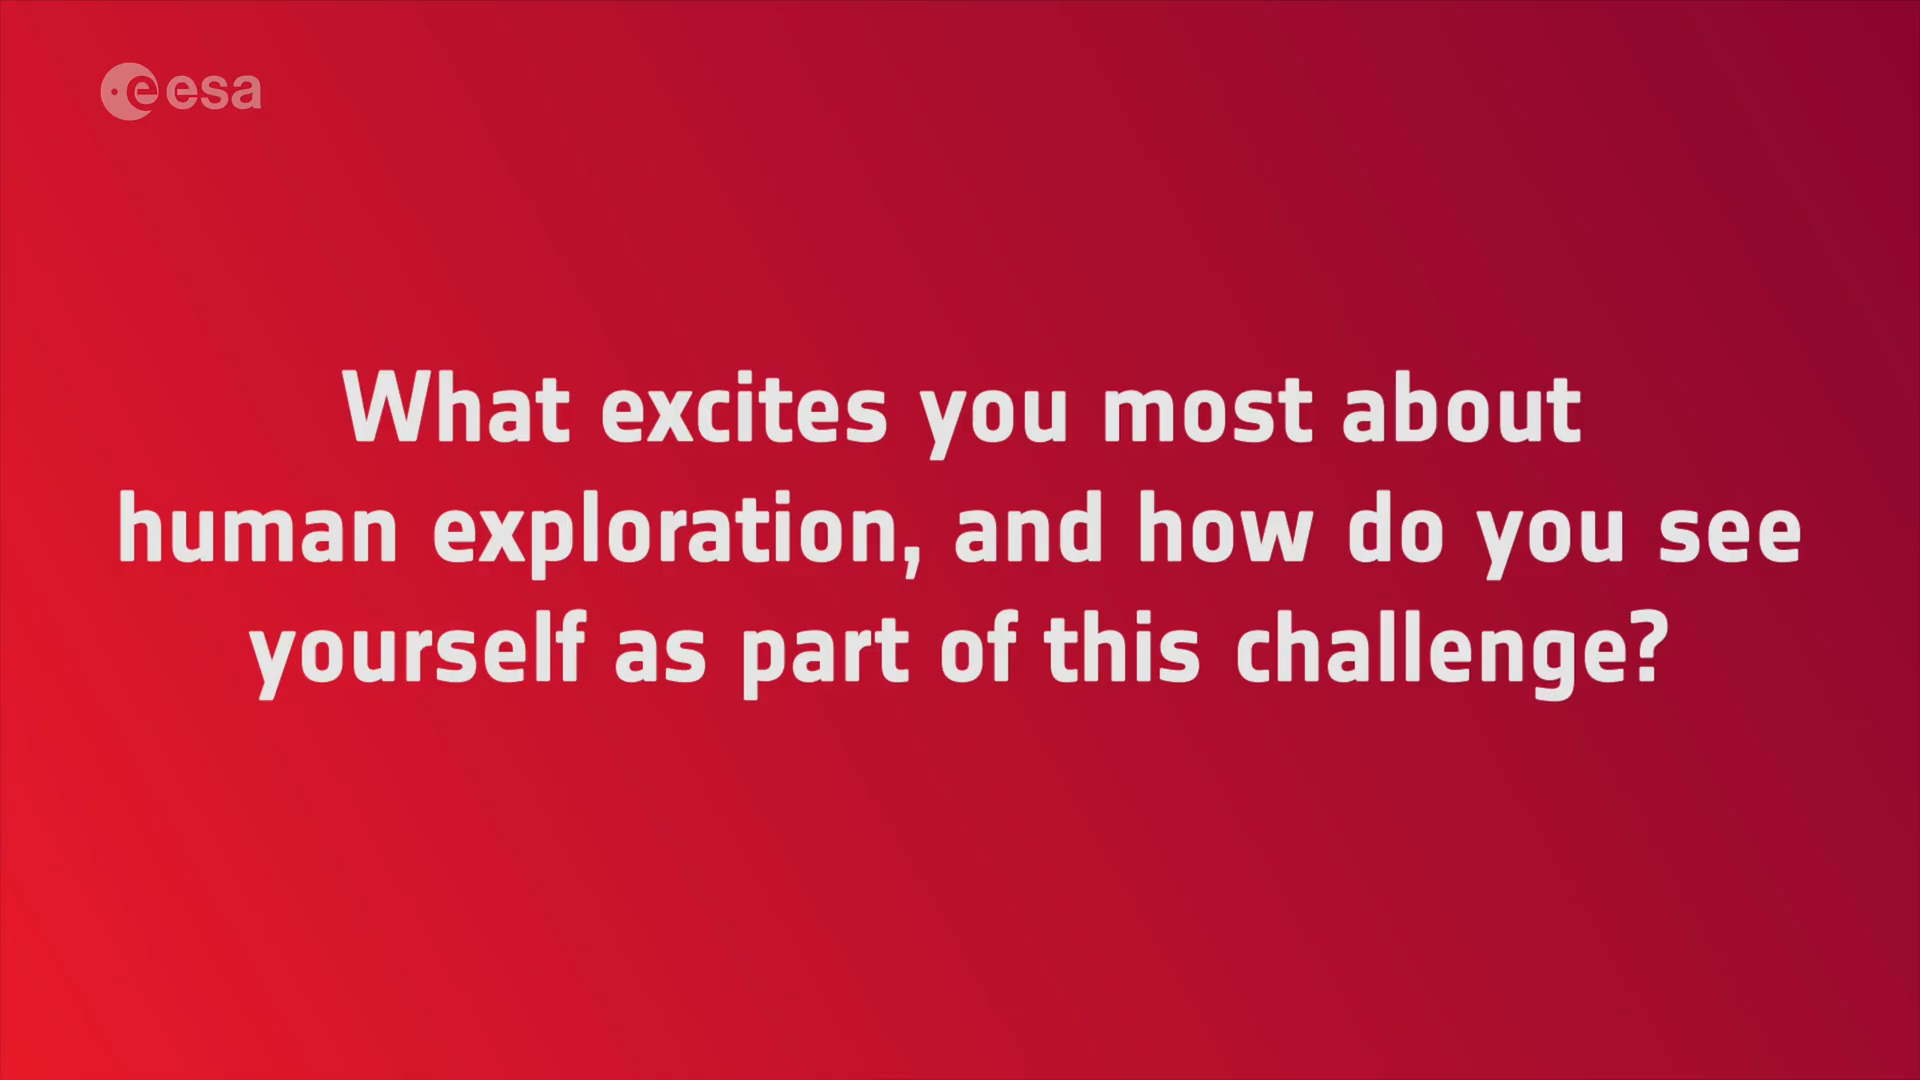 esa
What excites you most about
human exploration, and how do you see
yourself as part of this challenge?